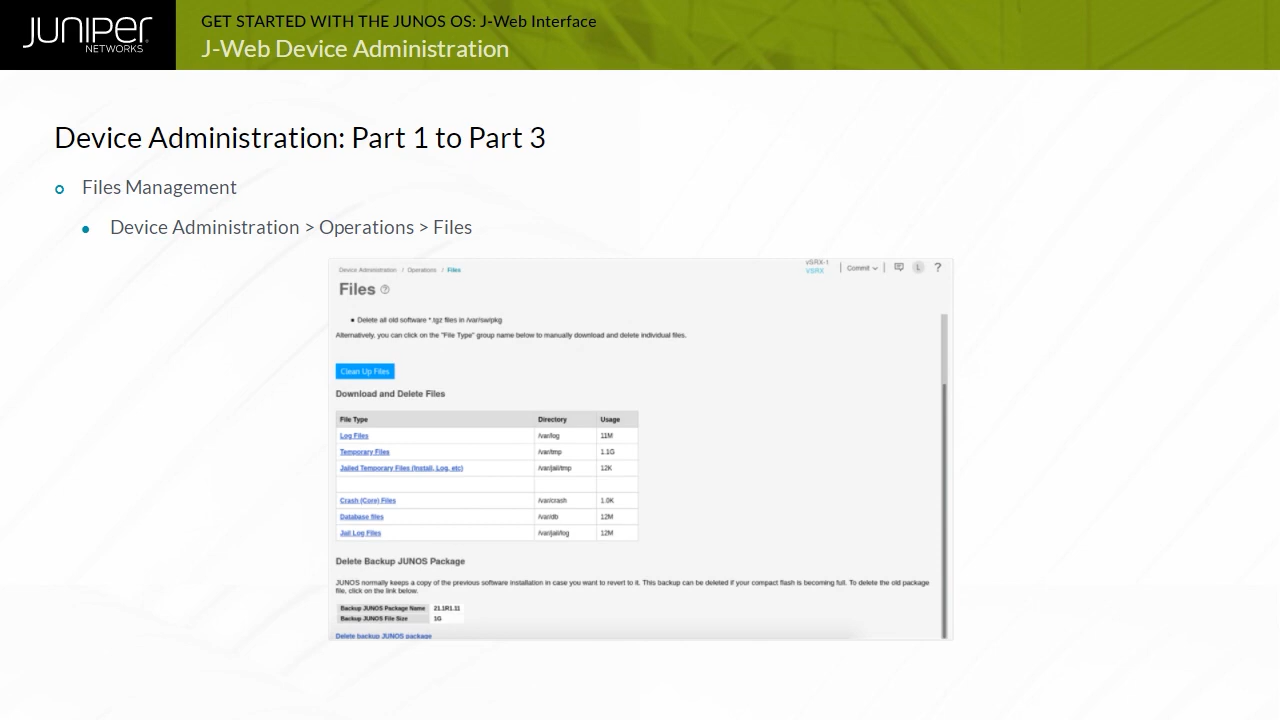 JUNIPER
NETWORKS
GET STARTED WITH THE JUNOS OS: J-Web Interface
J-Web Device Administration
Device Administration: Part 1 to Part 3
Files Management
Device Administration > Operations > Files
Device Administration / Operations / Files
vSRX-1
VSRX
Commit
L
?
Files ?
• Delete all old software *.tgz files in /var/sw/pkg
Alternatively, you can click on the "File Type" group name below to manually download and delete individual files.
Clean Up Files
Download and Delete Files
File Type Directory Usage
Log Files /var/log 11M
Temporary Files /var/tmp 1.1G
Jailed Temporary Files (Install, Log, etc) /var/jail/tmp 12K
Crash (Core) Files /var/crash 1.0K
Database files /var/db 12M
Jail Log Files /var/jail/log 12M
Delete Backup JUNOS Package
JUNOS normally keeps a copy of the previous software installation in case you want to revert to it. This backup can be deleted if your compact flash is becoming full. To delete the old package
file, click on the link below.
Backup JUNOS Package Name 21.1R1.11
Backup JUNOS File Size 1G
Delete backup JUNOS package